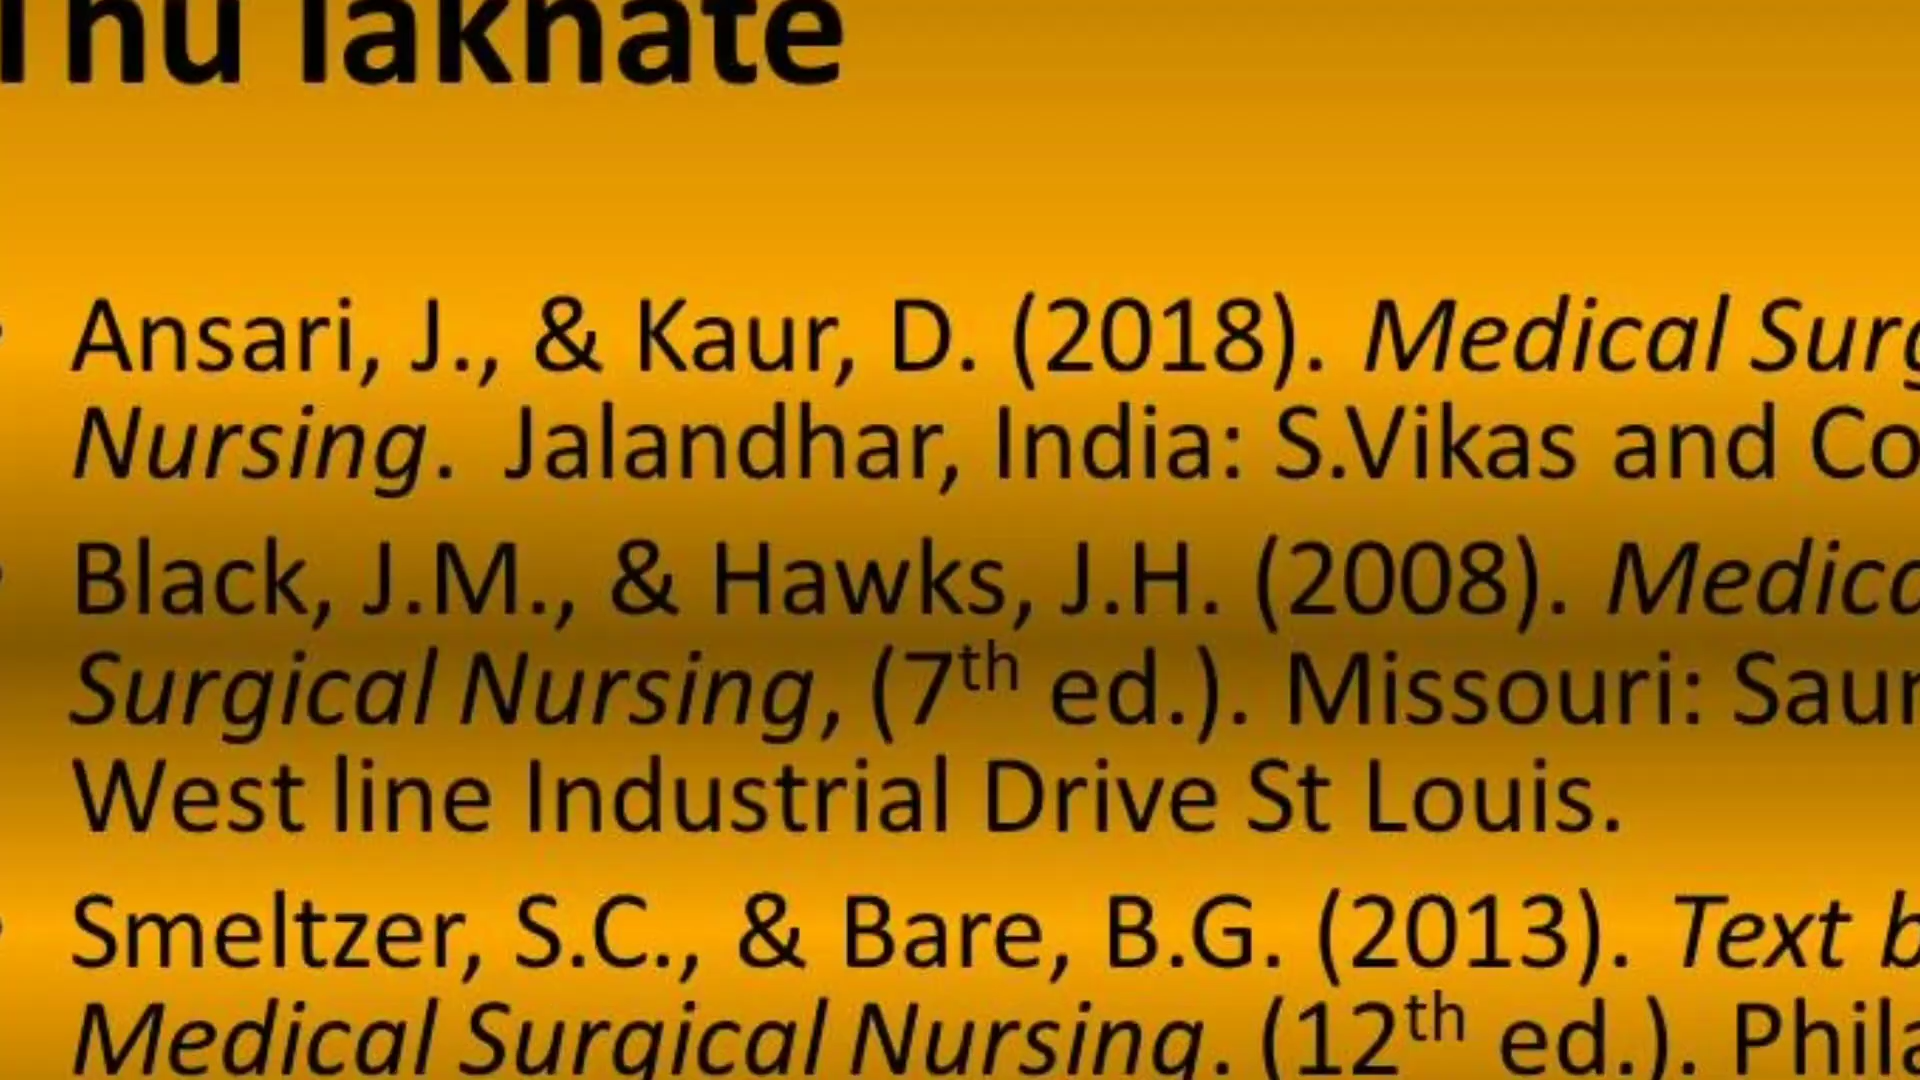 Thu laknate
Ansari, J., & Kaur, D. (2018). Medical Surg
Nursing. Jalandhar, India: S.Vikas and Co
Black, J.M., & Hawks, J.H. (2008). Medica
Surgical Nursing, (7th ed.). Missouri: Saun
West line Industrial Drive St Louis.
Smeltzer, S.C., & Bare, B.G. (2013). Text b
Medical Surgical Nursing. (12th ed.). Phila